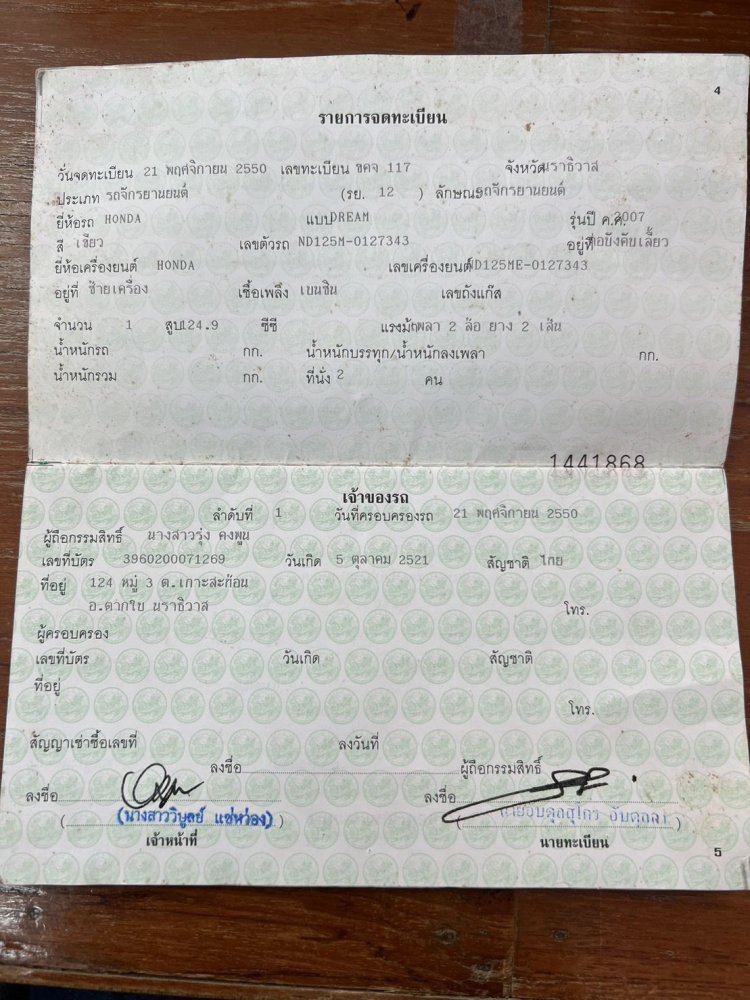 4
รายการจดทะเบียน
วันจดทะเบียน 21 พฤศจิกายน 2550 เลขทะเบียน ขคจ 117 จังหวัด นราธิวาส
ประเภท รถจักรยานยนต์ (รย. 12 ) ลักษณะ รถจักรยานยนต์
ยี่ห้อรถ HONDA แบบ DREAM รุ่นปี ค.ศ. 2007
สี เขียว เลขตัวรถ ND125M-0127343 อยู่ที่ คอบังคับเลี้ยว
ยี่ห้อเครื่องยนต์ HONDA เลขเครื่องยนต์ ND125ME-0127343
อยู่ที่ ซ้ายเครื่อง เชื้อเพลิง เบนซิน เลขถังแก๊ส
จำนวน 1 สูบ 124.9 ซีซี แรงม้า เพลา 2 ล้อ ยาง 2 เส้น
น้ำหนักรถ กก. น้ำหนักบรรทุก/น้ำหนักลงเพลา กก.
น้ำหนักรวม กก. ที่นั่ง 2 คน
1441868
เจ้าของรถ
ลำดับที่ 1 วันที่ครอบครองรถ 21 พฤศจิกายน 2550
ผู้ถือกรรมสิทธิ์ นางสาวรุ่ง คงพูน
เลขที่บัตร 3960200071269 วันเกิด 5 ตุลาคม 2521 สัญชาติ ไทย
ที่อยู่ 124 หมู่ 3 ต.เกาะสะท้อน
อ.ตากใบ นราธิวาส โทร.
ผู้ครอบครอง
เลขที่บัตร วันเกิด สัญชาติ
ที่อยู่
โทร.
สัญญาเช่าซื้อเลขที่ ลงวันที่
ลงชื่อ ผู้ถือกรรมสิทธิ์
ลงชื่อ ลงชื่อ
(นางสาววิบูลย์ แซ่หว่อง) ( )
เจ้าหน้าที่ นายทะเบียน
5